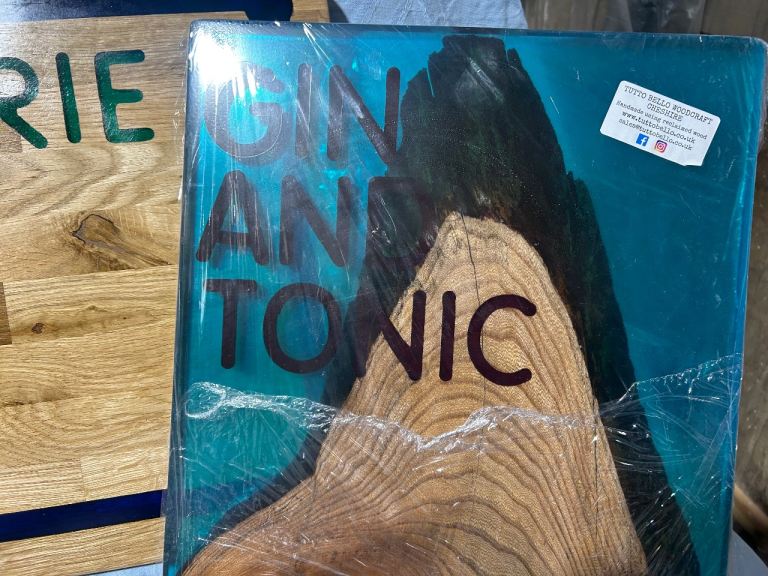 RIE
GIN
AND
TONIC
TUTTO BELLO WOODCRAFT
CHESHIRE
Handmade using reclaimed wood
www.tuttobello.co.uk
sales@tuttobello.co.uk